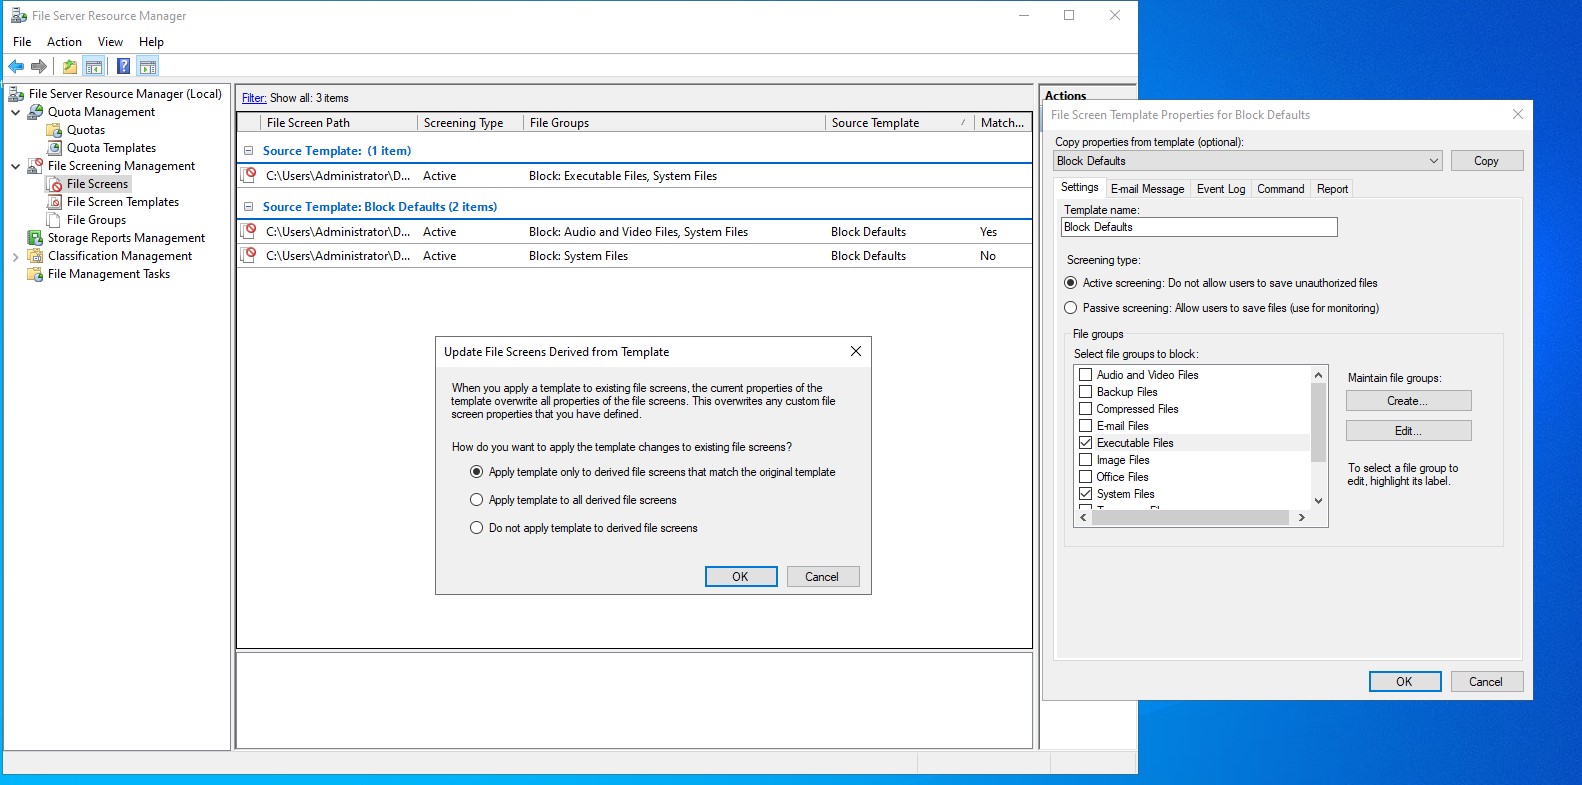 File Server Resource Manager
File Action View Help
File Server Resource Manager (Local)
Quota Management
Quotas
Quota Templates
File Screening Management
File Screens
File Screen Templates
File Groups
Storage Reports Management
Classification Management
File Management Tasks
Filter: Show all: 3 items
File Screen Path File Screening Type File Groups Source Template Match...
Source Template: (1 item)
C:\Users\Administrator\D... Active Block: Executable Files, System Files
Source Template: Block Defaults (2 items)
C:\Users\Administrator\D... Active Block: Audio and Video Files, System Files Block Defaults Yes
C:\Users\Administrator\D... Active Block: System Files Block Defaults No
Update File Screens Derived from Template
When you apply a template to existing file screens, the current properties of the
template overwrite all properties of the file screens. This overwrites any custom file
screen properties that you have defined.
How do you want to apply the template changes to existing file screens?
Apply template only to derived file screens that match the original template
Apply template to all derived file screens
Do not apply template to derived file screens
OK Cancel
Actions
File Screen Template Properties for Block Defaults
Copy properties from template (optional):
Block Defaults Copy
Settings E-mail Message Event Log Command Report
Template name:
Block Defaults
Screening type:
Active screening: Do not allow users to save unauthorized files
Passive screening: Allow users to save files (use for monitoring)
File groups
Select file groups to block:
Audio and Video Files
Backup Files
Compressed Files
E-mail Files
Executable Files
Image Files
Office Files
System Files
Maintain file groups:
Create...
Edit...
To select a file group to
edit, highlight its label.
OK Cancel